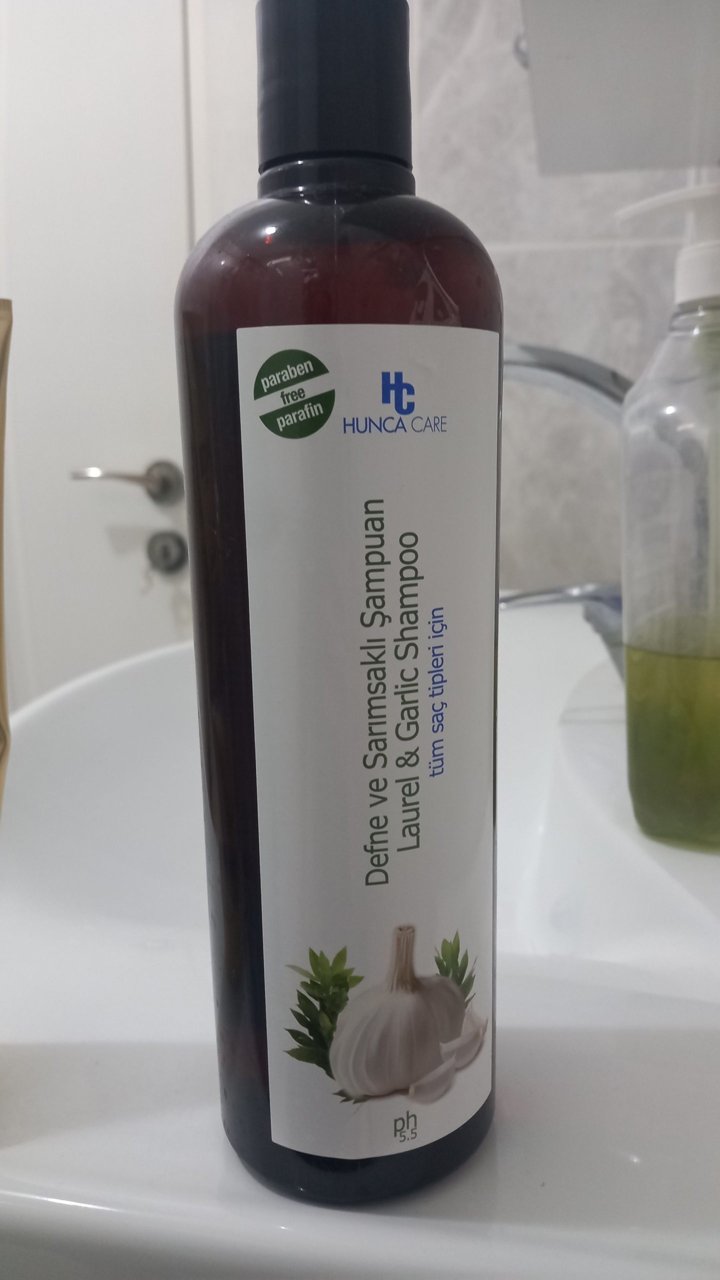 paraben
free
parafin
HC
HUNCA CARE
Defne ve Sarımsaklı Şampuan
Laurel & Garlic Shampoo
tüm saç tipleri için
ph
5.5